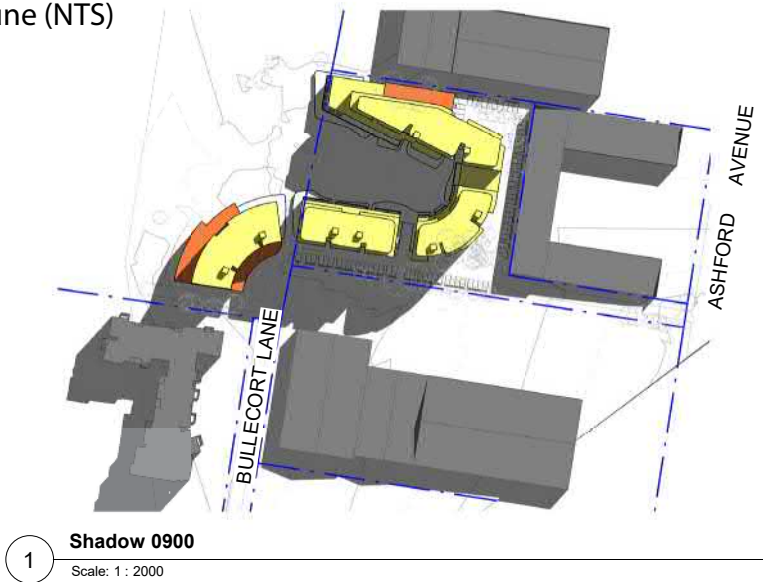 une (NTS)
ASHFORD AVENUE
BULLECORT LANE
1
Shadow 0900
Scale: 1 : 2000